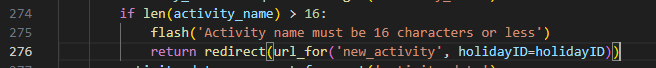 274 if len(activity_name) > 16:
275 flash('Activity name must be 16 characters or less')
276 return redirect(url_for('new_activity', holidayID=holidayID))